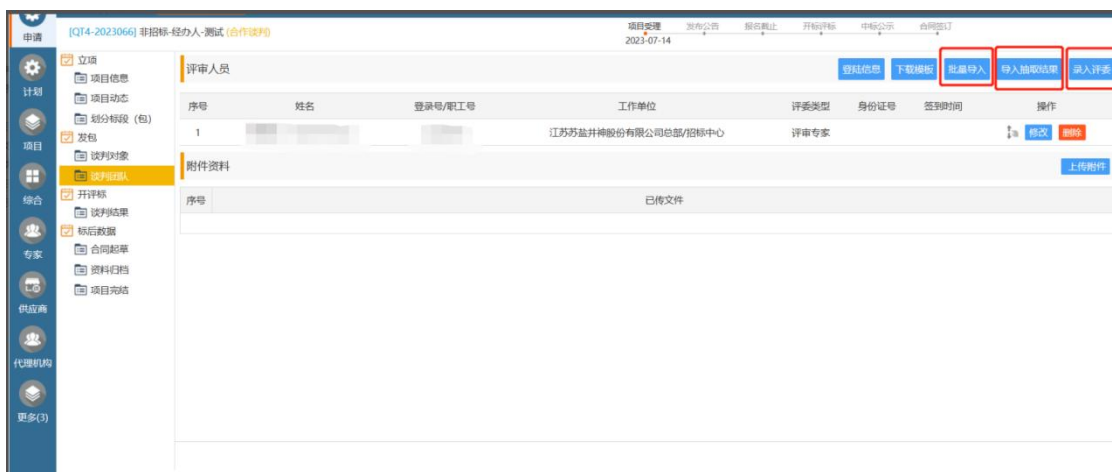 申请
计划
项目
综合
专家
供应商
代理机构
更多(3)
[QT4-2023066] 非招标-经办人-测试 (合作谈判)
项目受理 发布公告 报名截止 开标评标 中标公示 合同签订
2023-07-14
立项
项目信息
项目动态
划分标段（包）
发包
谈判对象
谈判团队
开评标
谈判结果
标后数据
合同起草
资料归档
项目完结
评审人员
登陆信息 下载模板 批量导入 导入抽取结果 录入评委
序号 姓名 登录号/职工号 工作单位 评委类型 身份证号 签到时间 操作
1 江苏苏盐井神股份有限公司总部/招标中心 评审专家 修改 删除
附件资料
上传附件
序号 已传文件